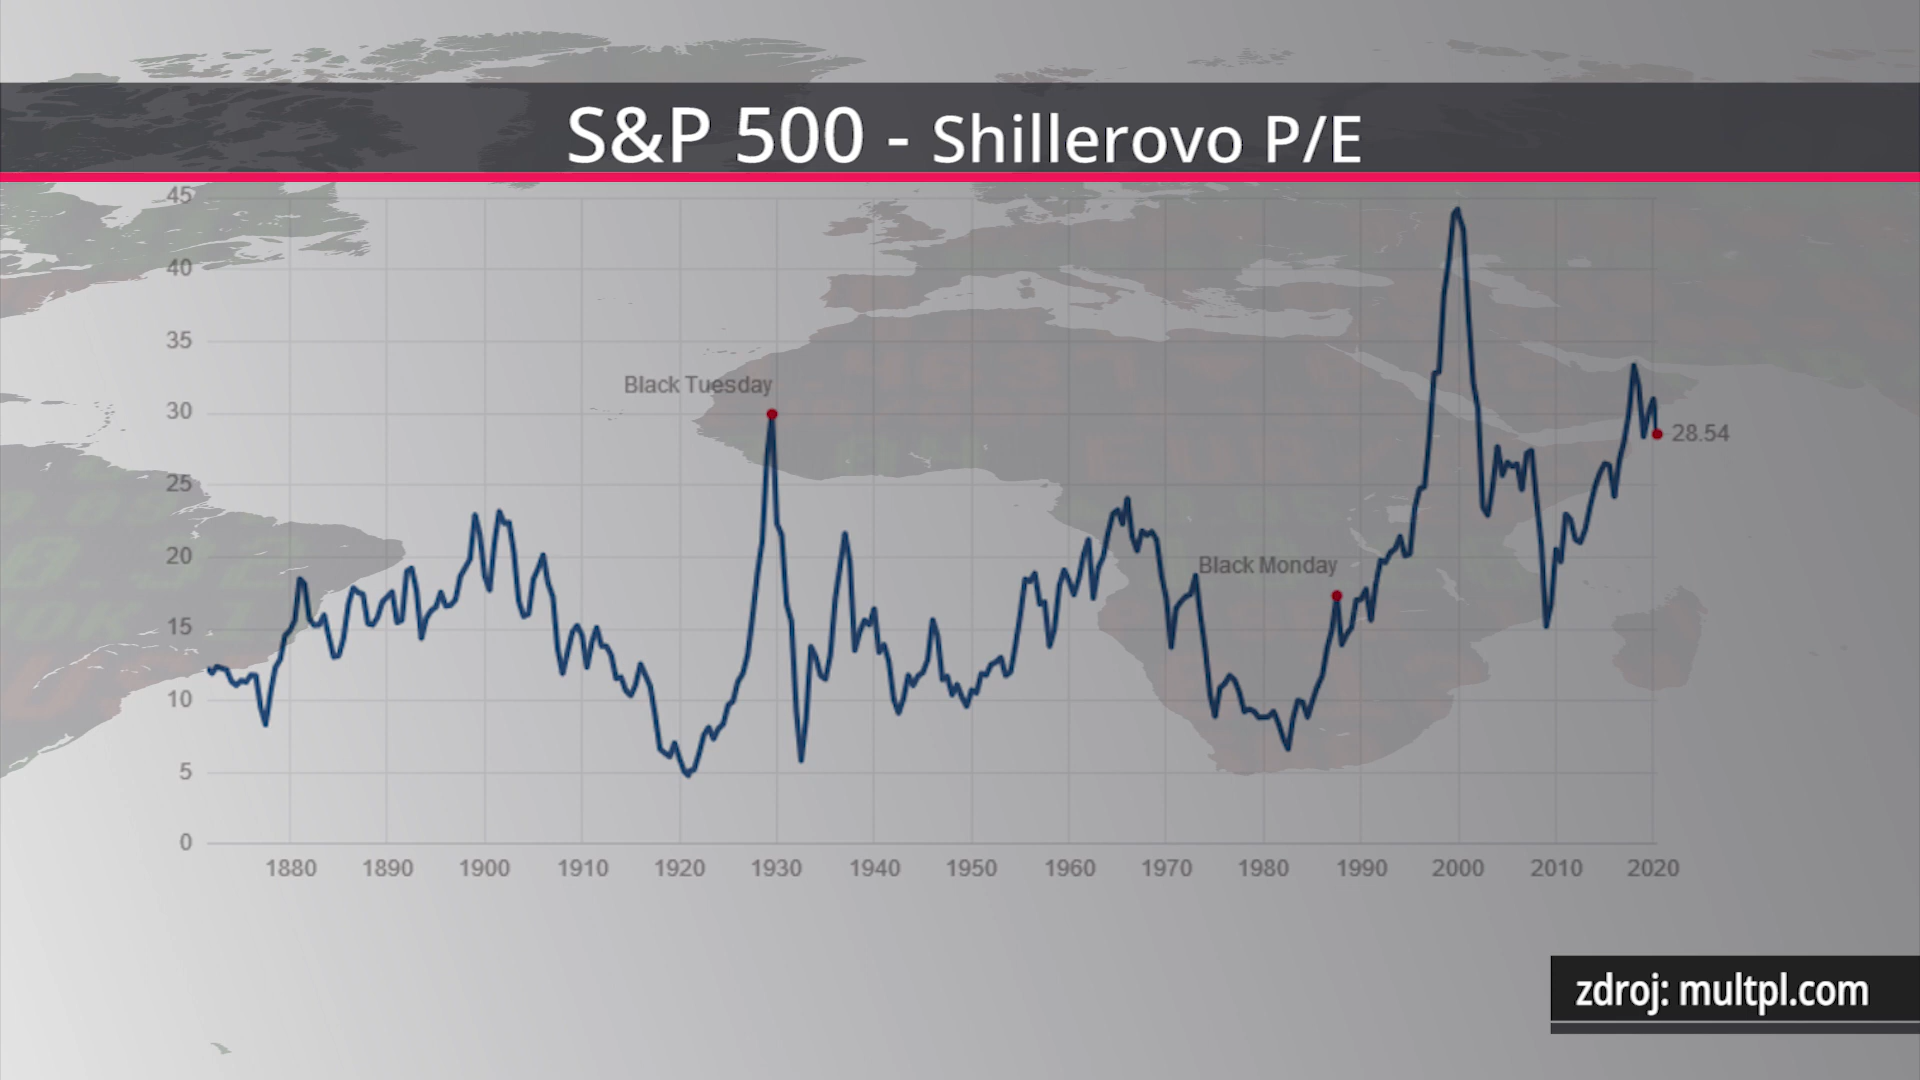 S&P 500 - Shillerovo P/E
45
40
35
30
25
20
15
10
5
0
Black Tuesday
Black Monday
28.54
1880 1890 1900 1910 1920 1930 1940 1950 1960 1970 1980 1990 2000 2010 2020
zdroj: multpl.com